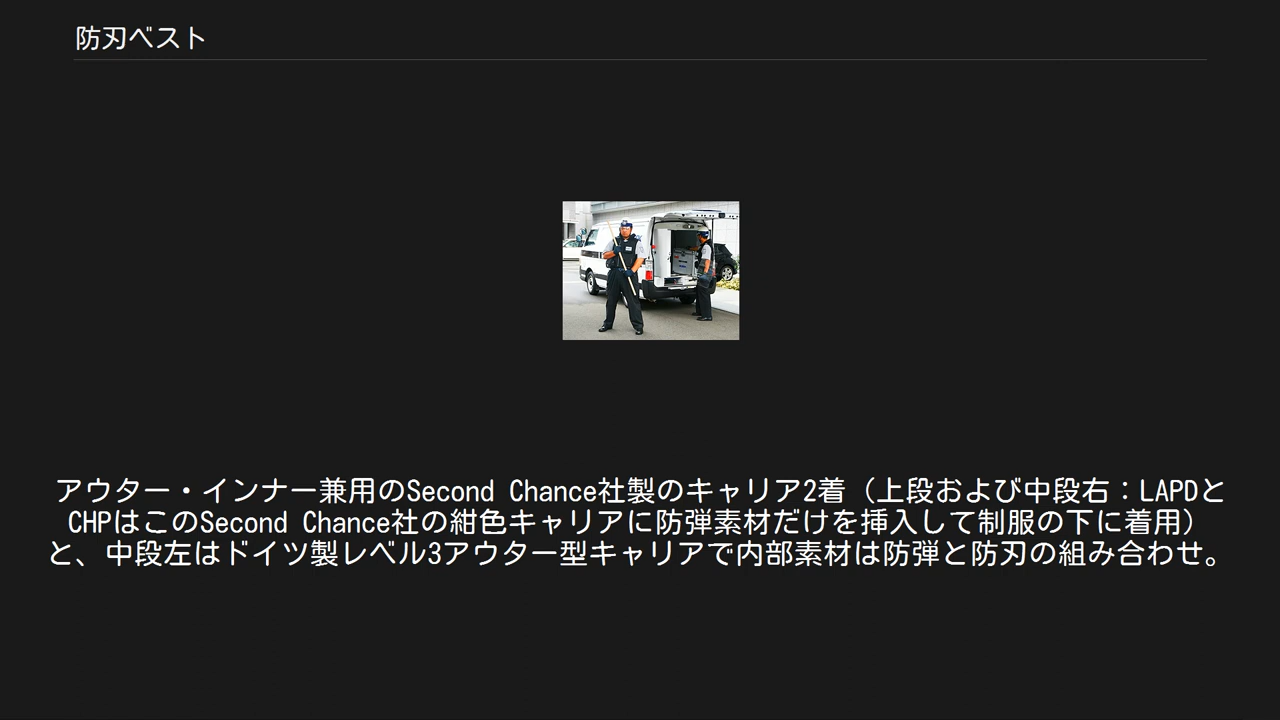 防刃ベスト
アウター・インナー兼用のSecond Chance社製のキャリア2着（上段および中段右：LAPDと
CHPはこのSecond Chance社の紺色キャリアに防弾素材だけを挿入して制服の下に着用）
と、中段左はドイツ製レベル3アウター型キャリアで内部素材は防弾と防刃の組み合わせ。